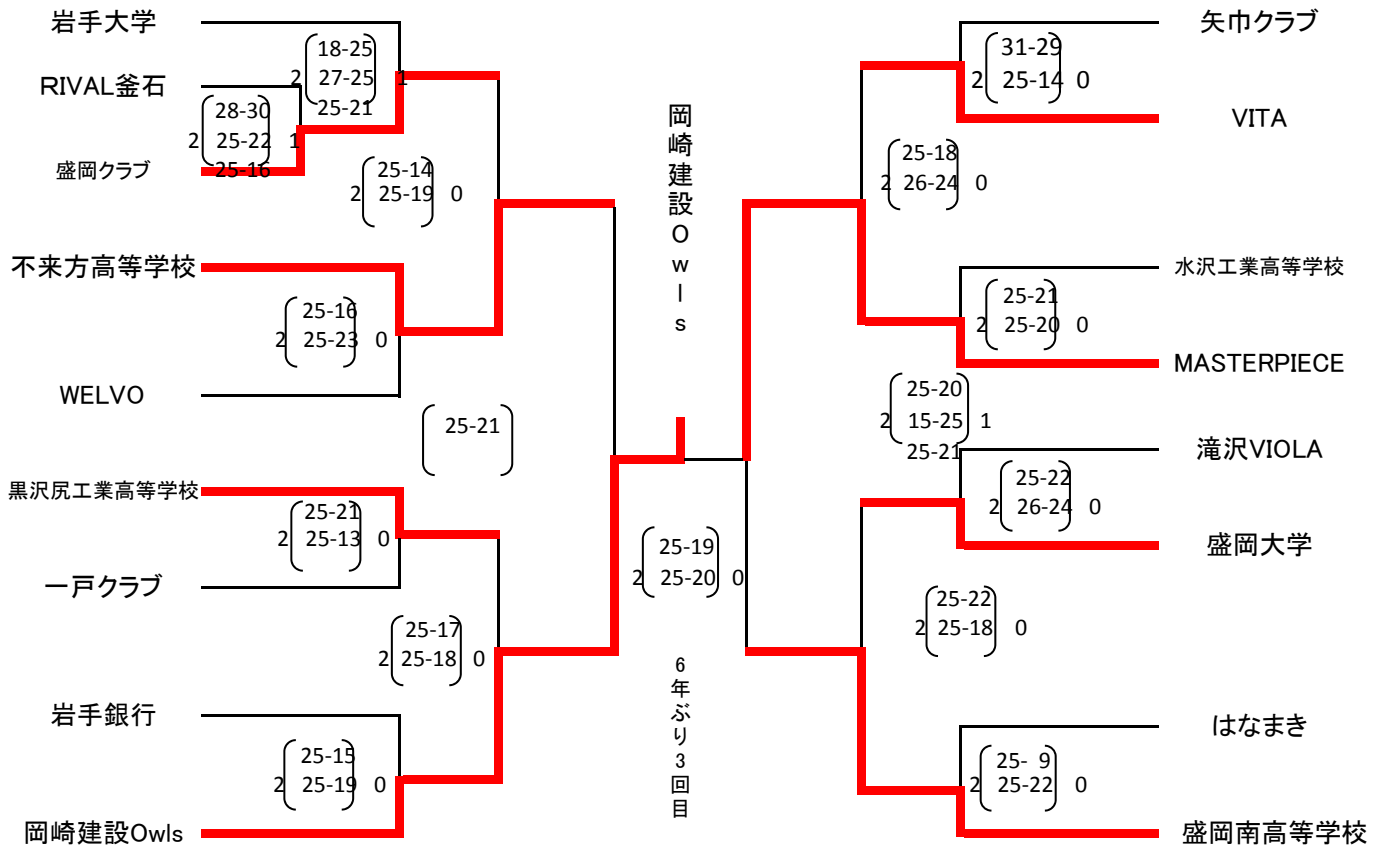 岩手大学
18-25
2 27-25 1
25-21
RIVAL釜石
28-30
2 25-22 1
25-16
盛岡クラブ
25-14
2 25-19 0
不来方高等学校
25-16
2 25-23 0
WELVO
25-21
黒沢尻工業高等学校
25-21
2 25-13 0
一戸クラブ
25-17
2 25-18 0
岩手銀行
25-15
2 25-19 0
岡崎建設Owls
岡崎建設Owls
25-19
2 25-20 0
6年ぶり3回目
矢巾クラブ
31-29
2 25-14 0
VITA
25-18
2 26-24 0
水沢工業高等学校
25-21
2 25-20 0
MASTERPIECE
25-20
2 15-25 1
25-21
滝沢VIOLA
25-22
2 26-24 0
盛岡大学
25-22
2 25-18 0
はなまき
25- 9
2 25-22 0
盛岡南高等学校